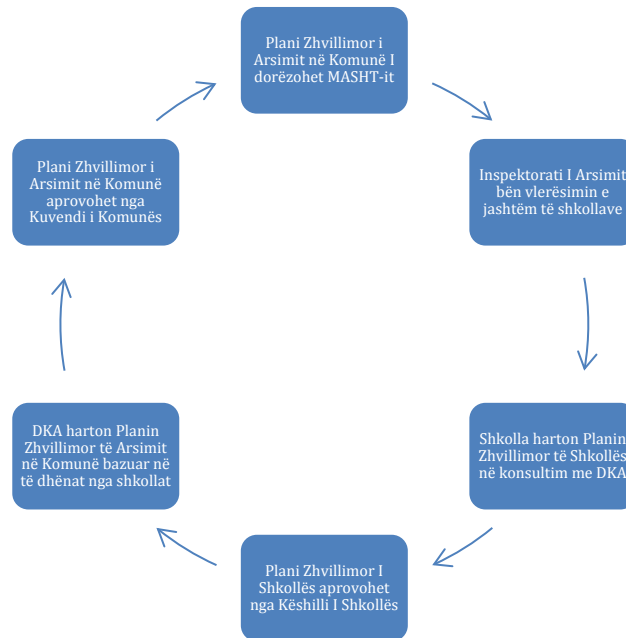 Plani Zhvillimor i
Arsimit në Komunë I
dorëzohet MASHT-it
Inspektorati I Arsimit
bën vlerësimin e
jashtëm të shkollave
Shkolla harton Planin
Zhvillimor të Shkollës
në konsultim me DKA
Plani Zhvillimor I
Shkollës aprovohet
nga Këshilli I Shkollës
DKA harton Planin
Zhvillimor të Arsimit
në Komunë bazuar në
të dhënat nga shkollat
Plani Zhvillimor i
Arsimit në Komunë
aprovohet nga
Kuvendi i Komunës